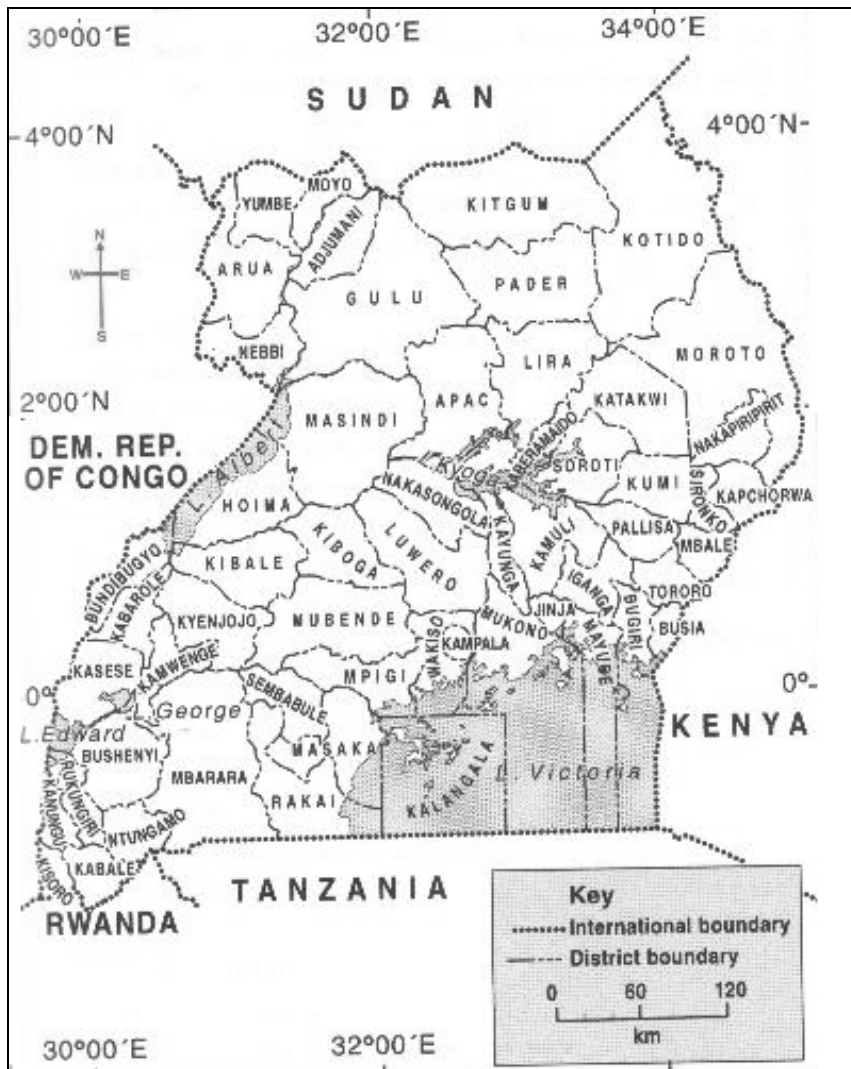 30°00´E
32°00´E
34°00´E
SUDAN
4°00´N
4°00´N
MOYO
YUMBE
KITGUM
ADJUMANI
KOTIDO
N
W
E
S
ARUA
PADER
GULU
NEBBI
LIRA
MOROTO
APAC
2°00´N
MASINDI
KATAKWI
NAKAPIRIPIRIT
DEM. REP.
OF CONGO
L. Albert
L. Kyoga
KABERAMAIDO
SOROTI
KUMI
SIRONKO
KAPCHORWA
HOIMA
NAKASONGOLA
PALLISA
MBALE
KAYUNGA
KAMULI
KIBOGA
LUWERO
BUNDIBUGYO
KIBALE
IGANGA
TORORO
KABAROLE
KYENJOJO
MUBENDE
MUKONO
JINJA
BUGIRI
BUSIA
WAKISO
KAMPALA
MAYUGE
KASESE
KAMWENGE
MPIGI
0°
0°
SEMBABULE
L. George
KENYA
L. Edward
BUSHENYI
MASAKA
MBARARA
KALANGALA
L. Victoria
RUKUNGIRI
KANUNGU
RAKAI
NTUNGAMO
KABALE
KISORO
TANZANIA
RWANDA
Key
International boundary
District boundary
0 60 120
km
30°00´E
32°00´E